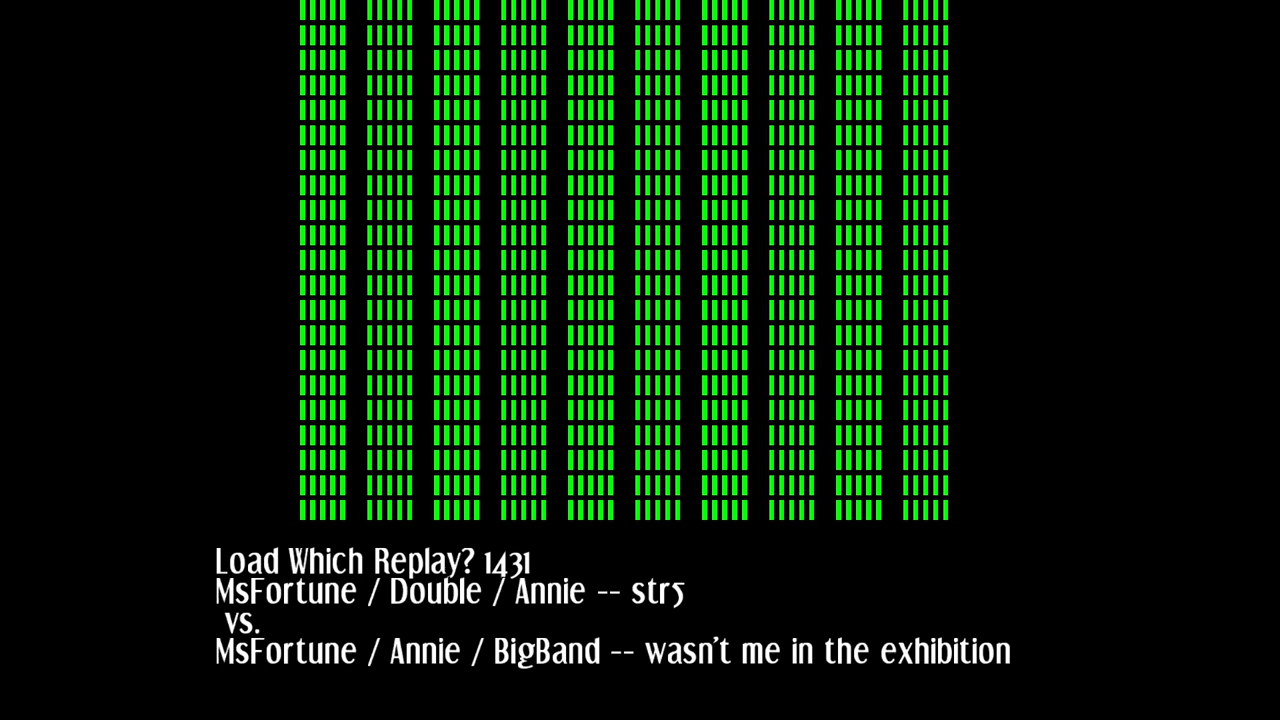 Load Which Replay? 1431
MsFortune / Double / Annie -- str5
vs.
MsFortune / Annie / BigBand -- wasn't me in the exhibition